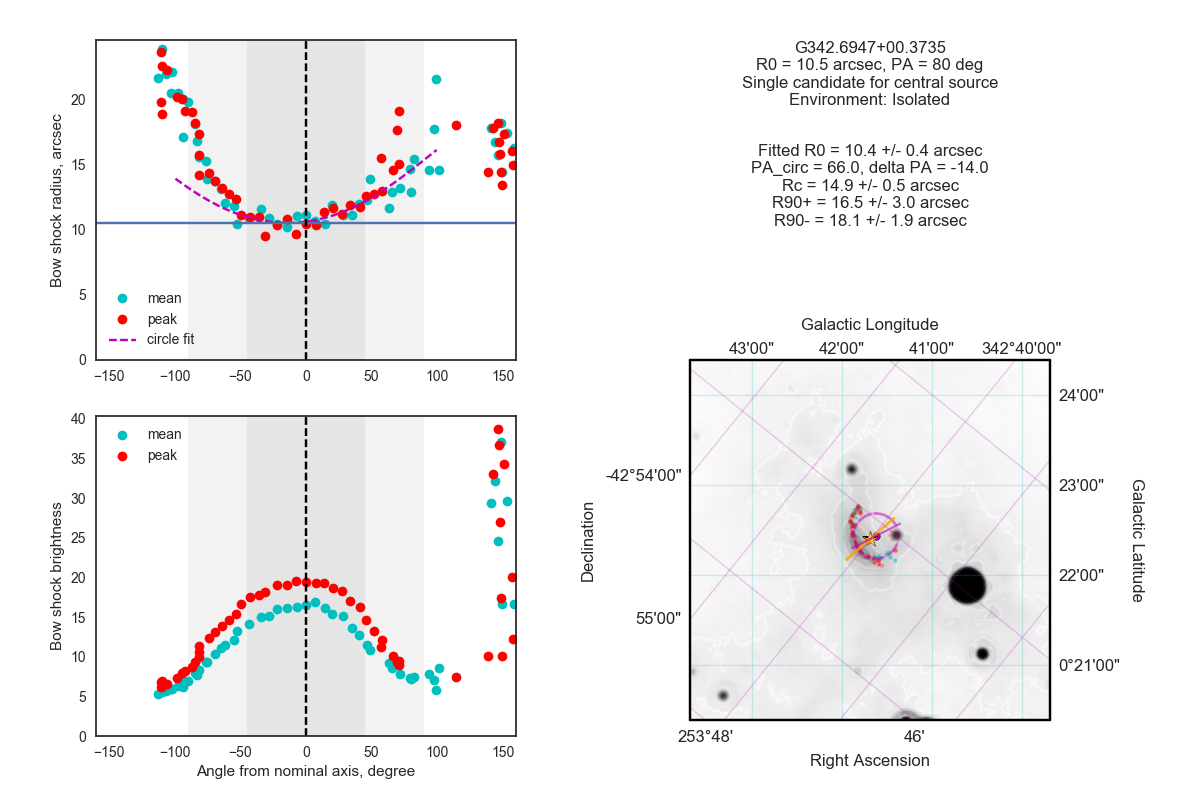 Bow shock radius, arcsec
20
15
10
5
0
mean
peak
circle fit
−150
−100
−50
0
50
100
150
Bow shock brightness
40
35
30
25
20
15
10
5
0
mean
peak
−150
−100
−50
0
50
100
150
Angle from nominal axis, degree
G342.6947+00.3735
R0 = 10.5 arcsec, PA = 80 deg
Single candidate for central source
Environment: Isolated
Fitted R0 = 10.4 +/- 0.4 arcsec
PA_circ = 66.0, delta PA = -14.0
Rc = 14.9 +/- 0.5 arcsec
R90+ = 16.5 +/- 3.0 arcsec
R90- = 18.1 +/- 1.9 arcsec
Galactic Longitude
43'00"
42'00"
41'00"
342°40'00"
24'00"
23'00"
22'00"
0°21'00"
Galactic Latitude
-42°54'00"
55'00"
Declination
253°48'
46'
Right Ascension